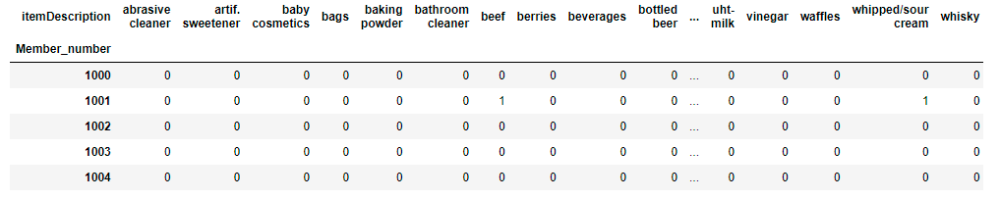 itemDescription abrasive cleaner artif. sweetener baby cosmetics bags baking powder bathroom cleaner beef berries beverages bottled beer ... uht-milk vinegar waffles whipped/sour cream whisky
Member_number
1000 0 0 0 0 0 0 0 0 0 0 ... 0 0 0 0 0
1001 0 0 0 0 0 0 1 0 0 0 ... 0 0 0 1 0
1002 0 0 0 0 0 0 0 0 0 0 ... 0 0 0 0 0
1003 0 0 0 0 0 0 0 0 0 0 ... 0 0 0 0 0
1004 0 0 0 0 0 0 0 0 0 0 ... 0 0 0 0 0